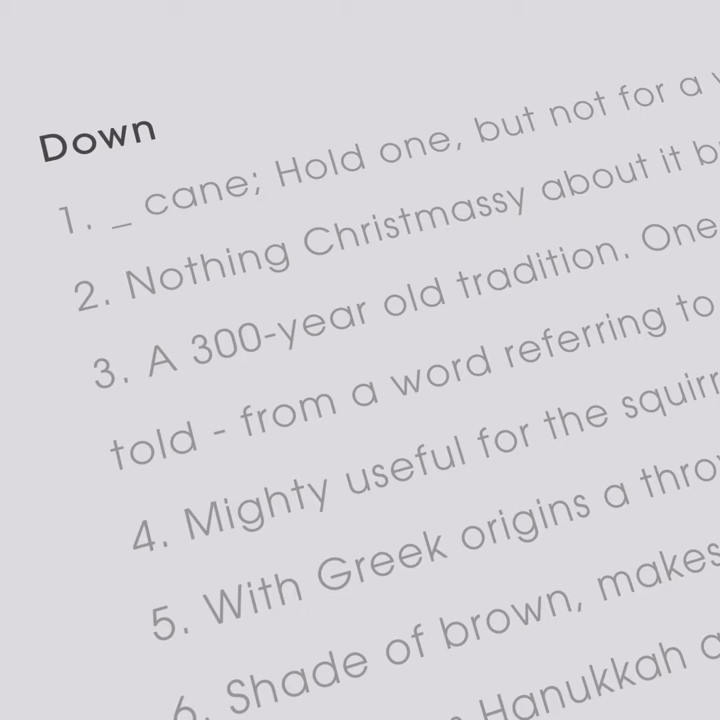 Down
1. _ cane; Hold one, but not for a
2. Nothing Christmassy about it
3. A 300-year old tradition. One
told - from a word referring to
4. Mighty useful for the
5. With Greek origins a
6. Shade of brown, makes
Hanukkah